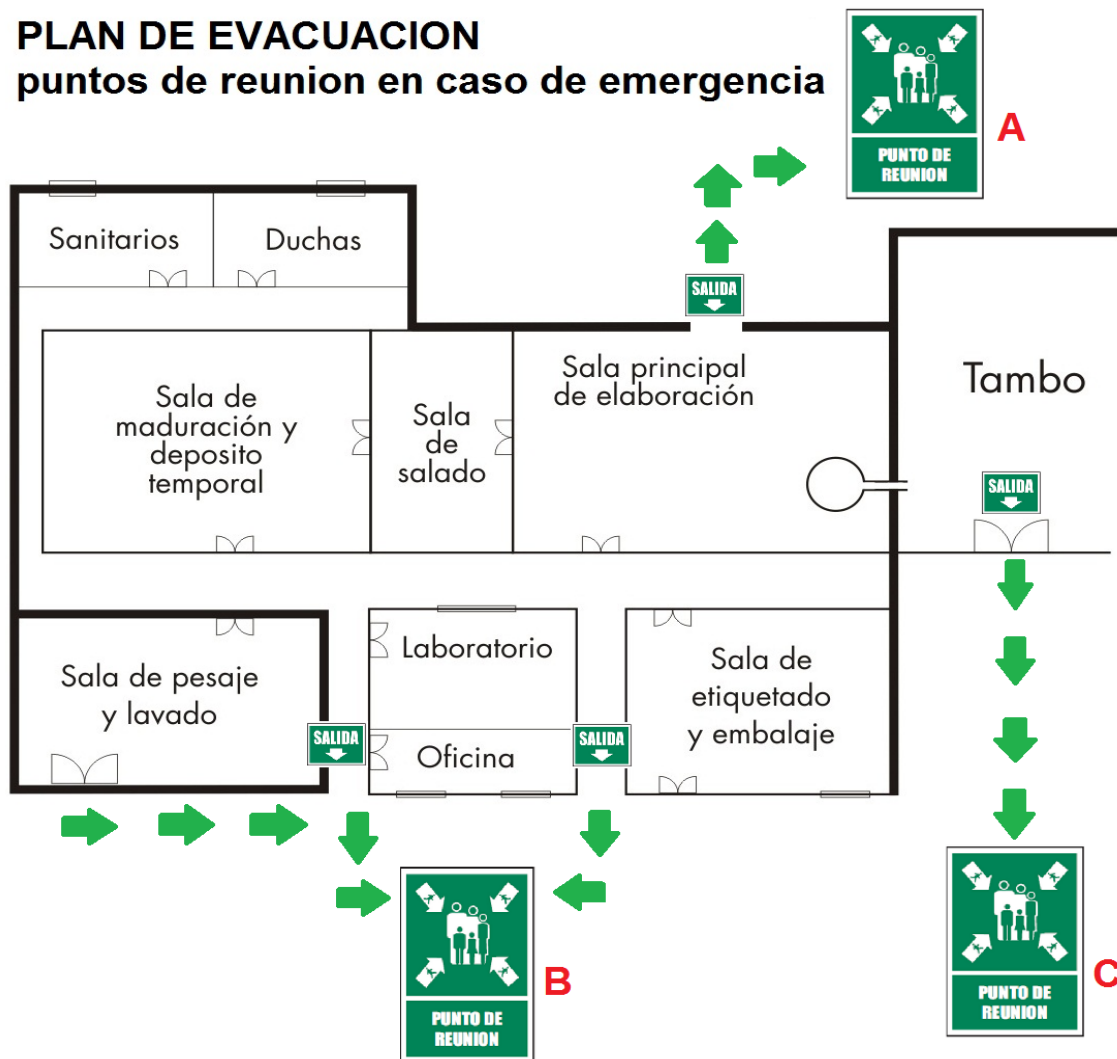 PLAN DE EVACUACION
puntos de reunion en caso de emergencia
A
PUNTO DE
REUNION
Sanitarios
Duchas
SALIDA
Sala principal
de elaboración
Tambo
Sala de
maduración y
deposito
temporal
Sala
de
salado
SALIDA
Sala de pesaje
y lavado
Laboratorio
Sala de
etiquetado
y embalaje
SALIDA
Oficina
SALIDA
B
PUNTO DE
REUNION
C
PUNTO DE
REUNION